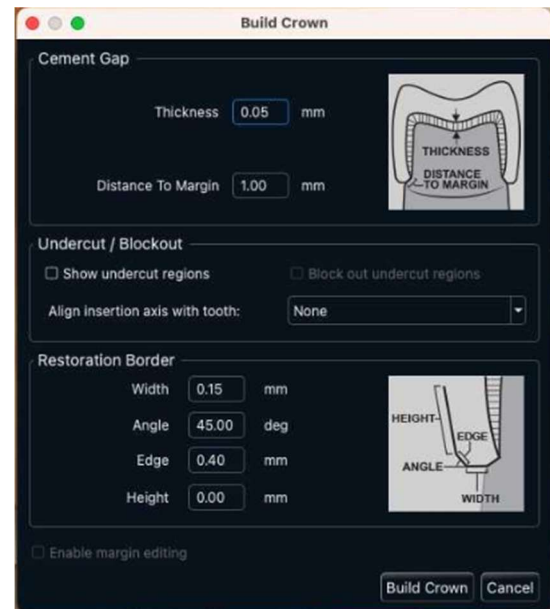 Build Crown
Cement Gap
Thickness 0.05 mm
THICKNESS
DISTANCE
TO MARGIN
Distance To Margin 1.00 mm
Undercut / Blockout
Show undercut regions Block out undercut regions
Align insertion axis with tooth: None
Restoration Border
Width 0.15 mm
Angle 45.00 deg
Edge 0.40 mm
Height 0.00 mm
HEIGHT
EDGE
ANGLE
WIDTH
Enable margin editing
Build Crown Cancel